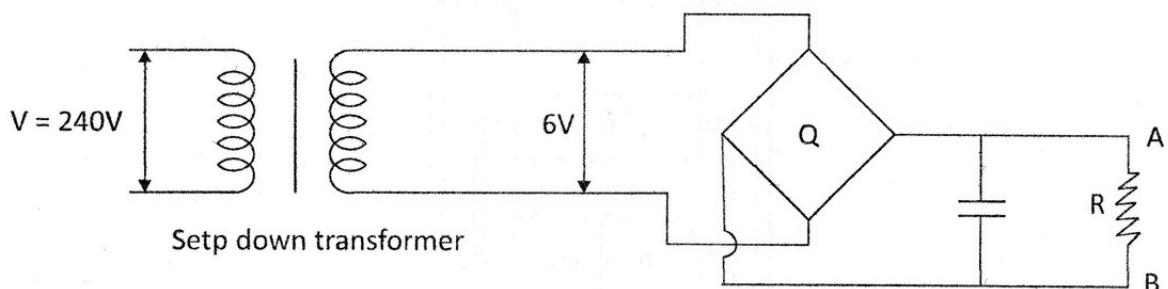 V = 240V
6V
Q
A
R
B
Setp down transformer